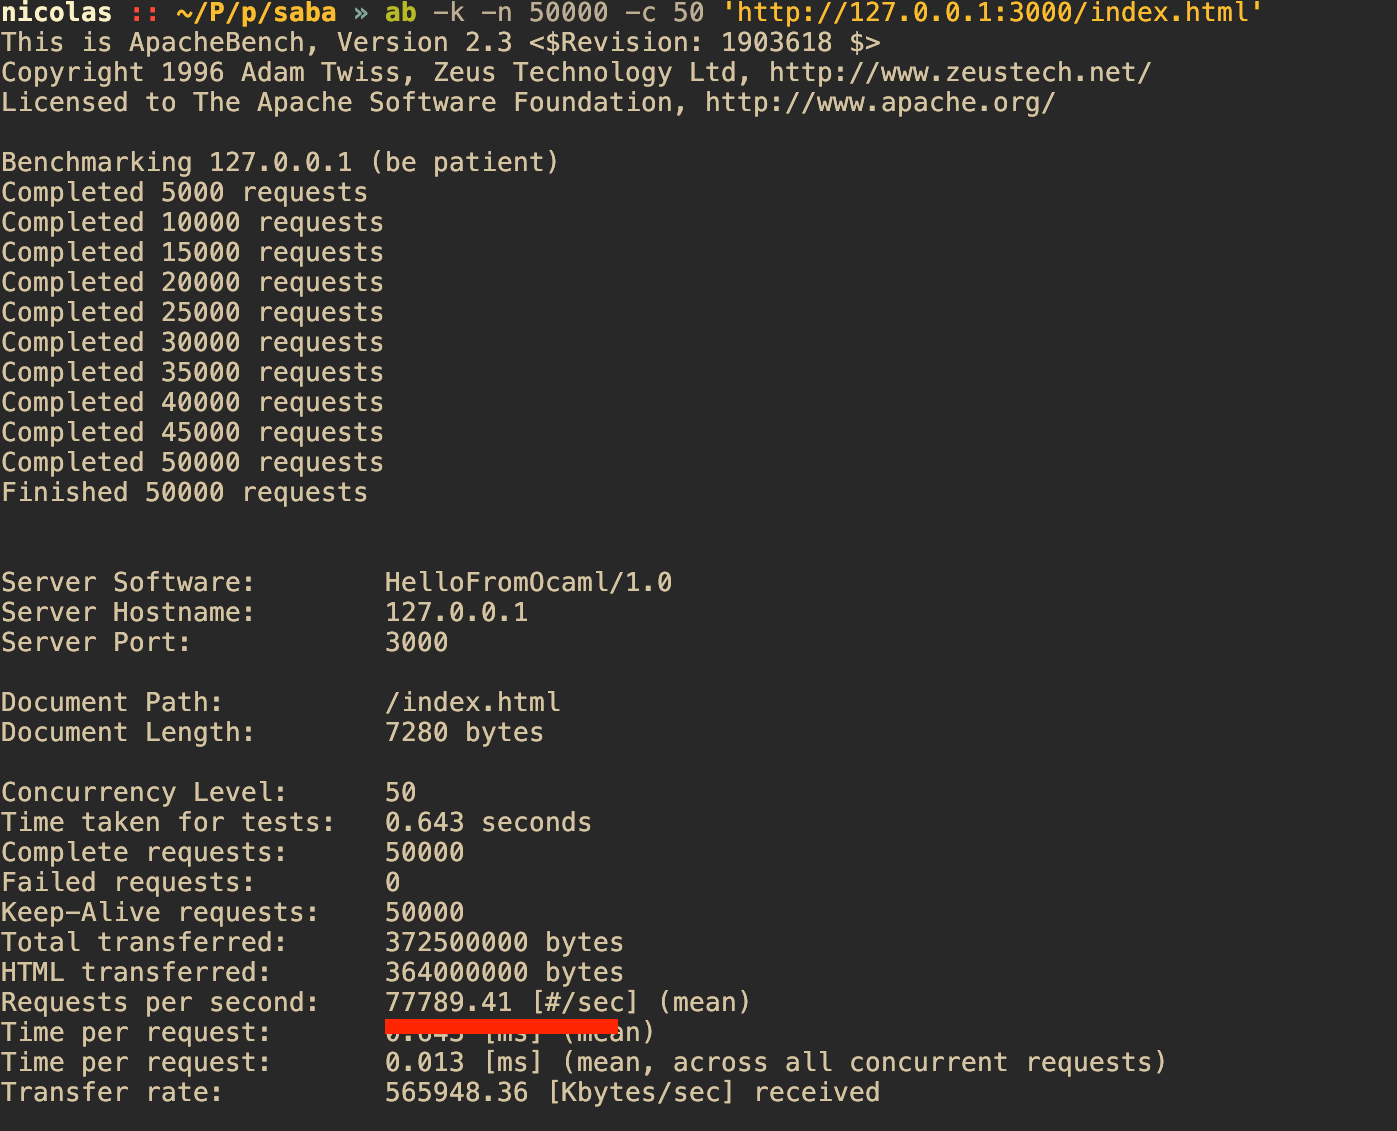 nicolas :: ~/P/p/saba » ab -k -n 50000 -c 50 'http://127.0.0.1:3000/index.html'
This is ApacheBench, Version 2.3 <$Revision: 1903618 $>
Copyright 1996 Adam Twiss, Zeus Technology Ltd, http://www.zeustech.net/
Licensed to The Apache Software Foundation, http://www.apache.org/
Benchmarking 127.0.0.1 (be patient)
Completed 5000 requests
Completed 10000 requests
Completed 15000 requests
Completed 20000 requests
Completed 25000 requests
Completed 30000 requests
Completed 35000 requests
Completed 40000 requests
Completed 45000 requests
Completed 50000 requests
Finished 50000 requests
Server Software: HelloFromOcaml/1.0
Server Hostname: 127.0.0.1
Server Port: 3000
Document Path: /index.html
Document Length: 7280 bytes
Concurrency Level: 50
Time taken for tests: 0.643 seconds
Complete requests: 50000
Failed requests: 0
Keep-Alive requests: 50000
Total transferred: 372500000 bytes
HTML transferred: 364000000 bytes
Requests per second: 77789.41 [#/sec] (mean)
Time per request: 0.643 [ms] (mean)
Time per request: 0.013 [ms] (mean, across all concurrent requests)
Transfer rate: 565948.36 [Kbytes/sec] received